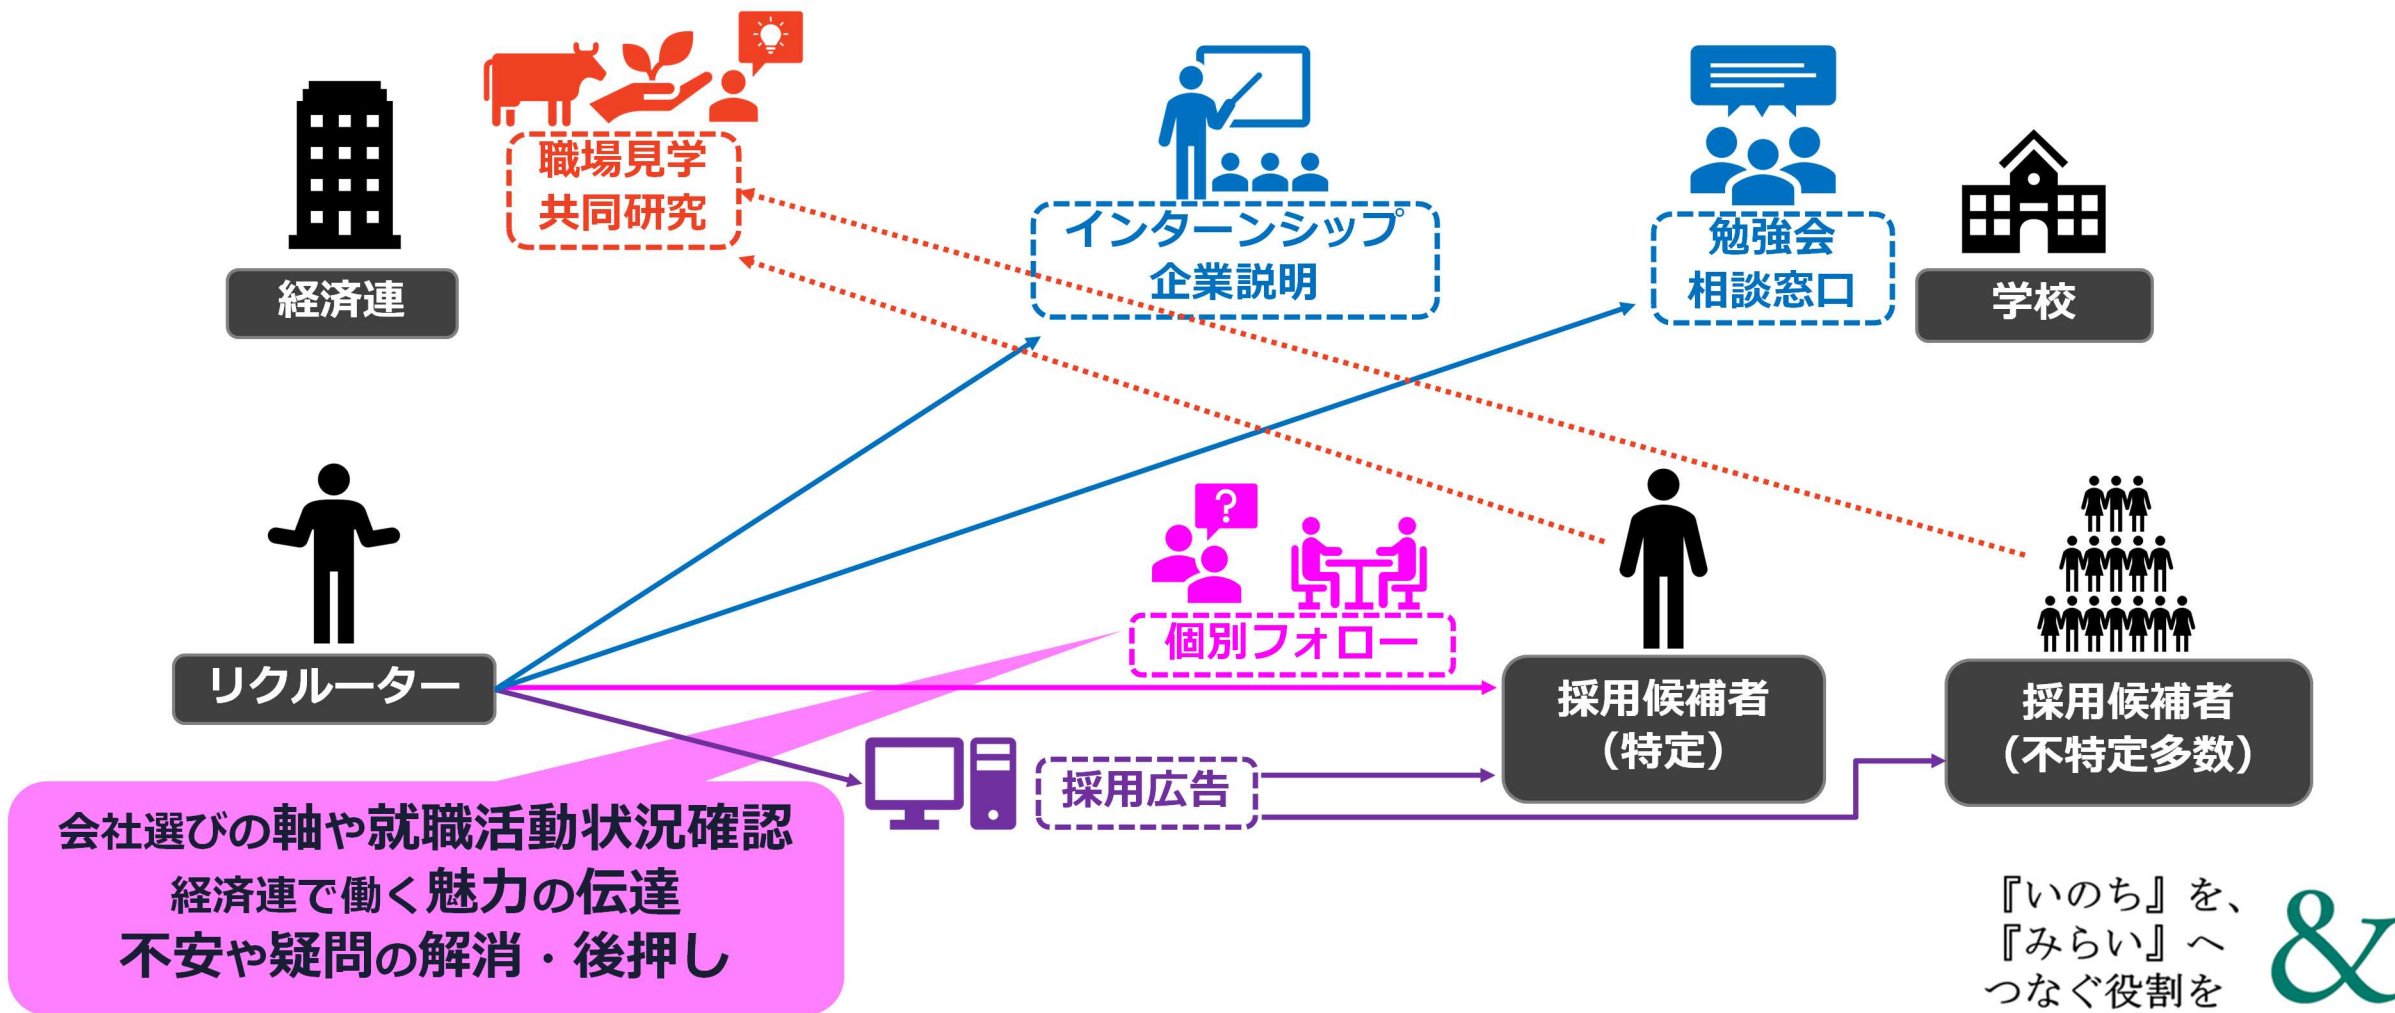 職場見学
共同研究
経済連
インターンシップ
企業説明
勉強会
相談窓口
学校
リクルーター
?
個別フォロー
採用候補者
（特定）
採用候補者
（不特定多数）
採用広告
会社選びの軸や就職活動状況確認
経済連で働く魅力の伝達
不安や疑問の解消・後押し
『いのち』を、
『みらい』へ
つなぐ役割を
&